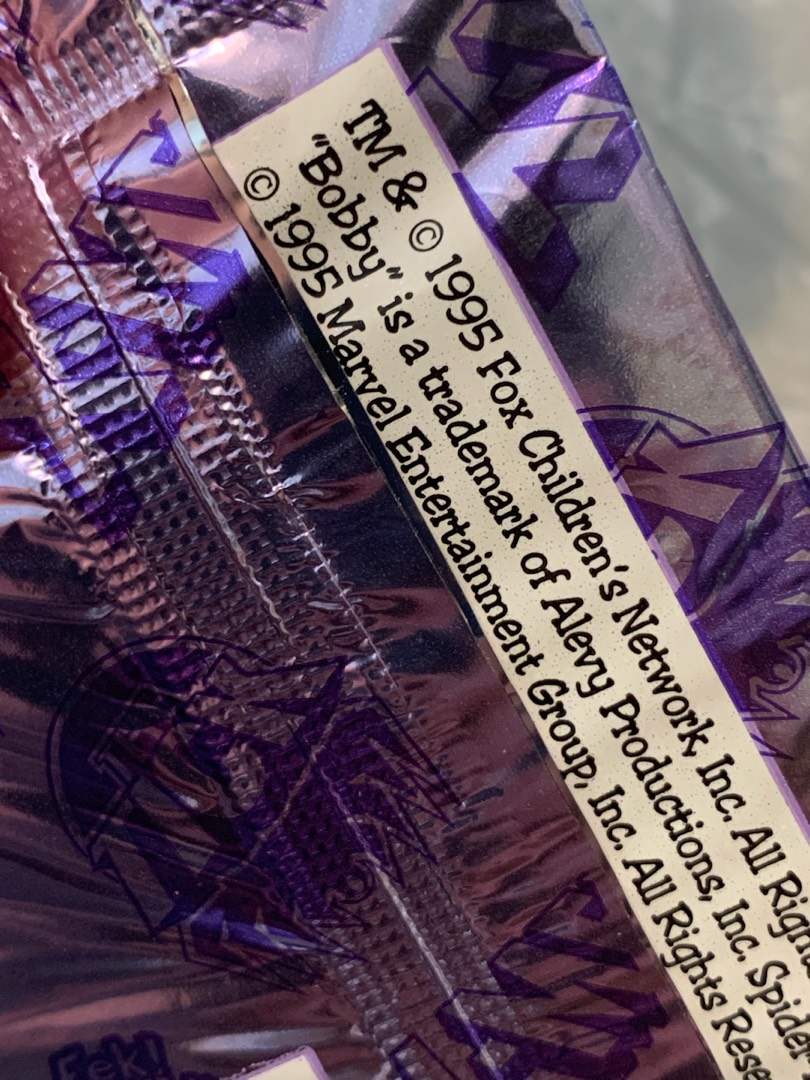 TM & © 1995 Fox Children's Network, Inc. All
"Bobby" is a trademark of Alevy Productions, Inc. Spider
© 1995 Marvel Entertainment Group, Inc. All Rights
Eek!